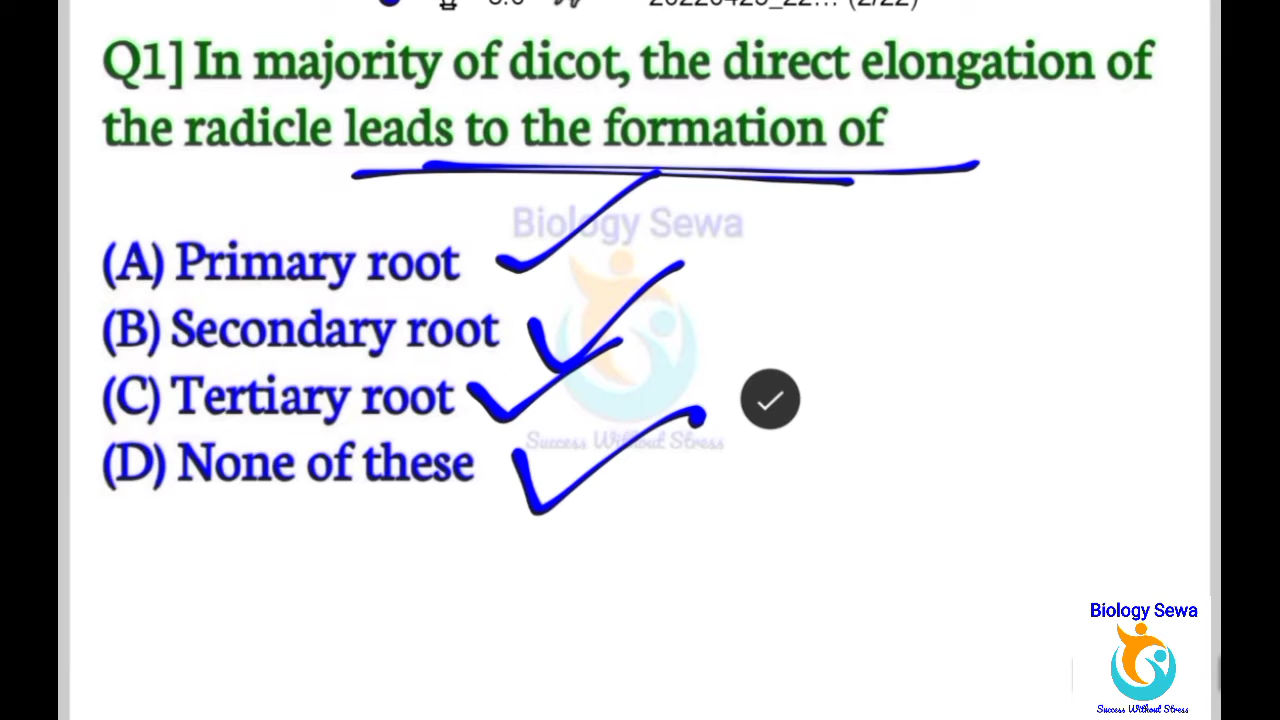 Q1] In majority of dicot, the direct elongation of
the radicle leads to the formation of
Biology Sewa
(A) Primary root
(B) Secondary root
(C) Tertiary root
Success Without Stress
(D) None of these
Biology Sewa
Success Without Stress